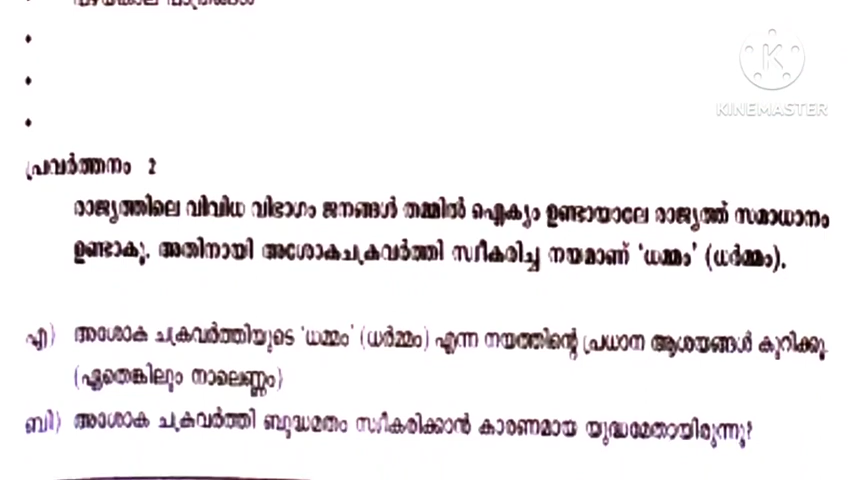 KINEMASTER
പ്രവർത്തനം 2
രാജ്യത്തിലെ വിവിധ വിഭാഗം ജനങ്ങൾ തമ്മിൽ ഐക്യം ഉണ്ടായാലേ രാജ്യത്ത് സമാധാനം
ഉണ്ടാകൂ. അതിനായി അശോകചക്രവർത്തി സ്വീകരിച്ച നയമാണ് 'ധമ്മം' (ധർമ്മം).
എ) അശോക ചക്രവർത്തിയുടെ 'ധമ്മം' (ധർമ്മം) എന്ന നയത്തിന്റെ പ്രധാന ആശയങ്ങൾ കുറിക്കൂ
(ഏതെങ്കിലും നാലെണ്ണം)
ബി) അശോക ചക്രവർത്തി ബുദ്ധമതം സ്വീകരിക്കാൻ കാരണമായ യുദ്ധമേതായിരുന്നു?